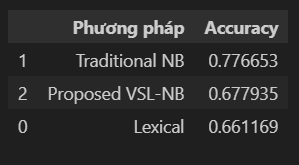 Phương pháp Accuracy
1 Traditional NB 0.776653
2 Proposed VSL-NB 0.677935
0 Lexical 0.661169